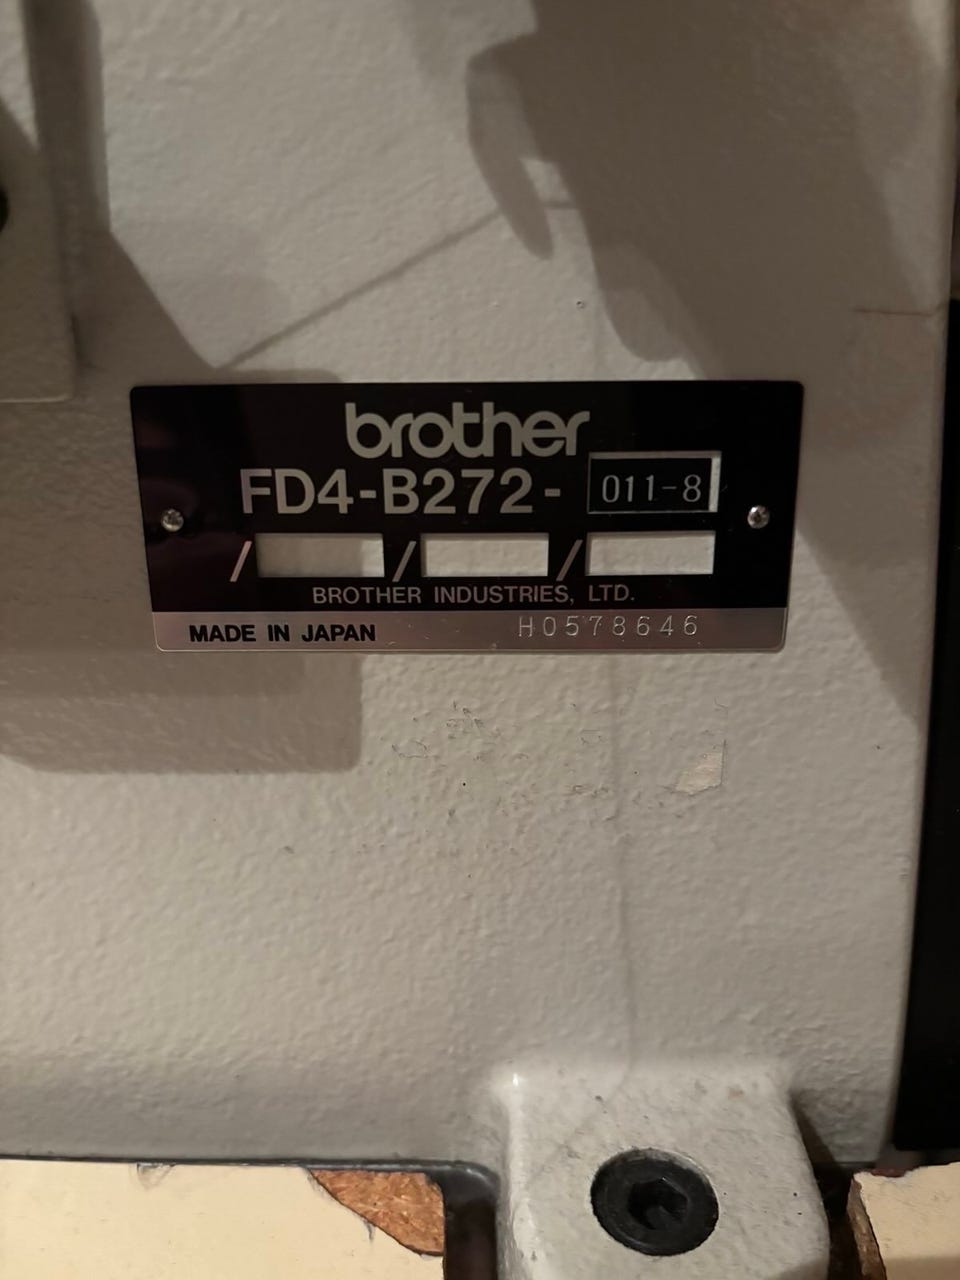 brother
FD4-B272- 011-8
/ / /
BROTHER INDUSTRIES, LTD.
MADE IN JAPAN H0578646